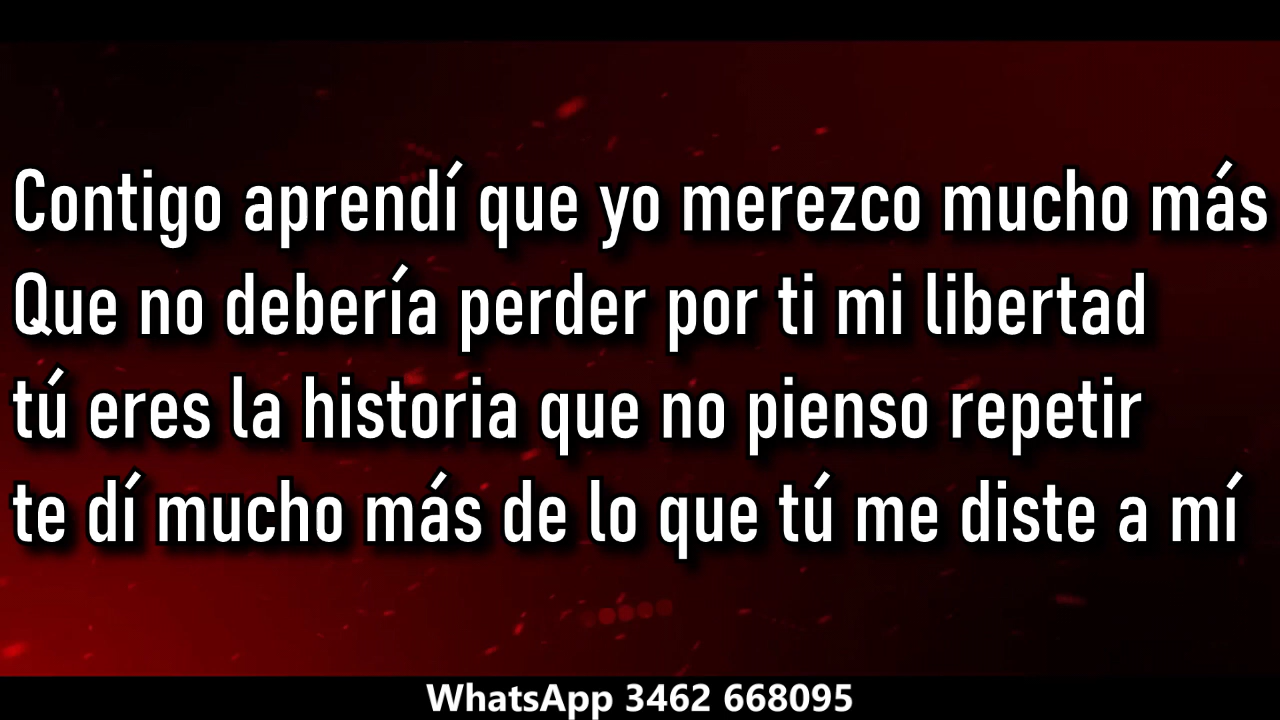 Contigo aprendí que yo merezco mucho más
Que no debería perder por ti mi libertad
tú eres la historia que no pienso repetir
te dí mucho más de lo que tú me diste a mí
WhatsApp 3462 668095